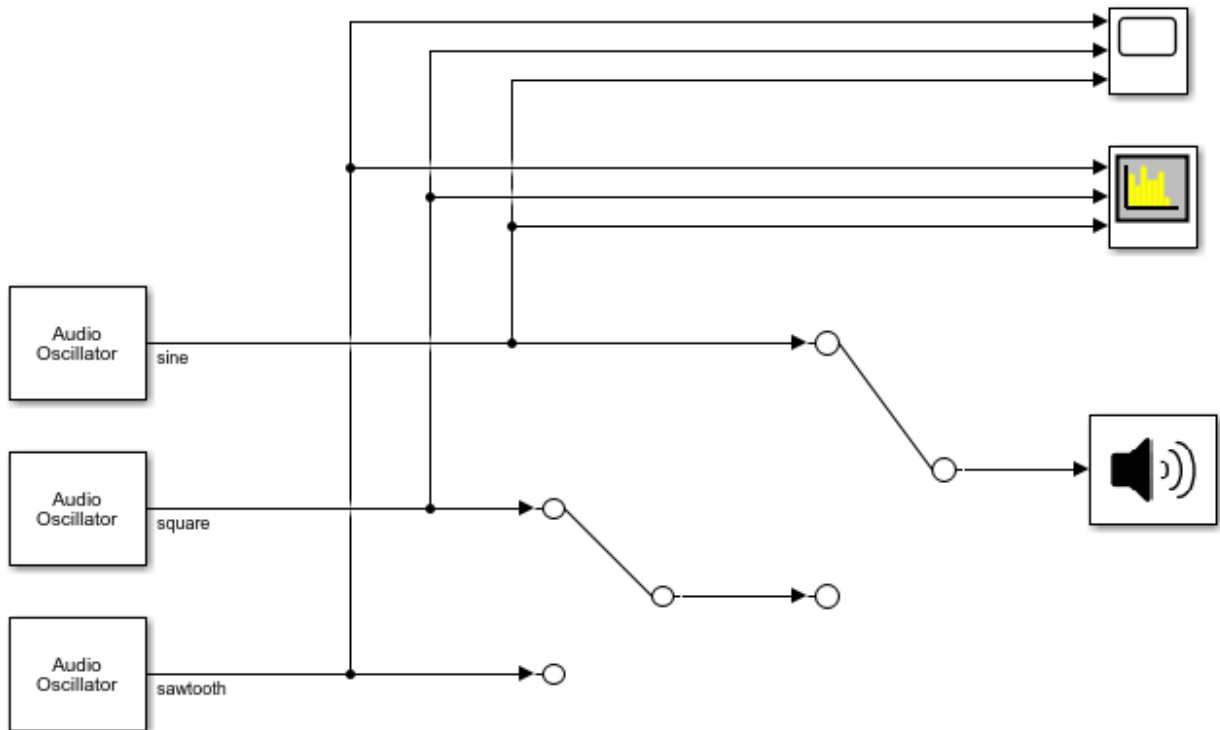 Audio
Oscillator
sine
Audio
Oscillator
square
Audio
Oscillator
sawtooth